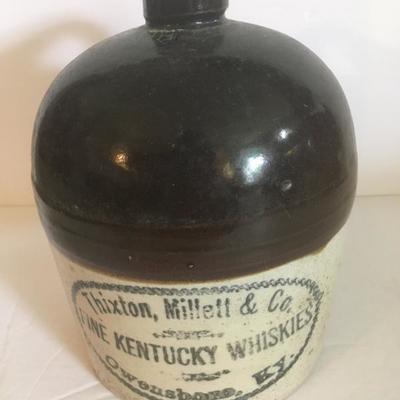 Thixton, Millett & Co.
FINE KENTUCKY WHISKIES
Owensboro, Ky.